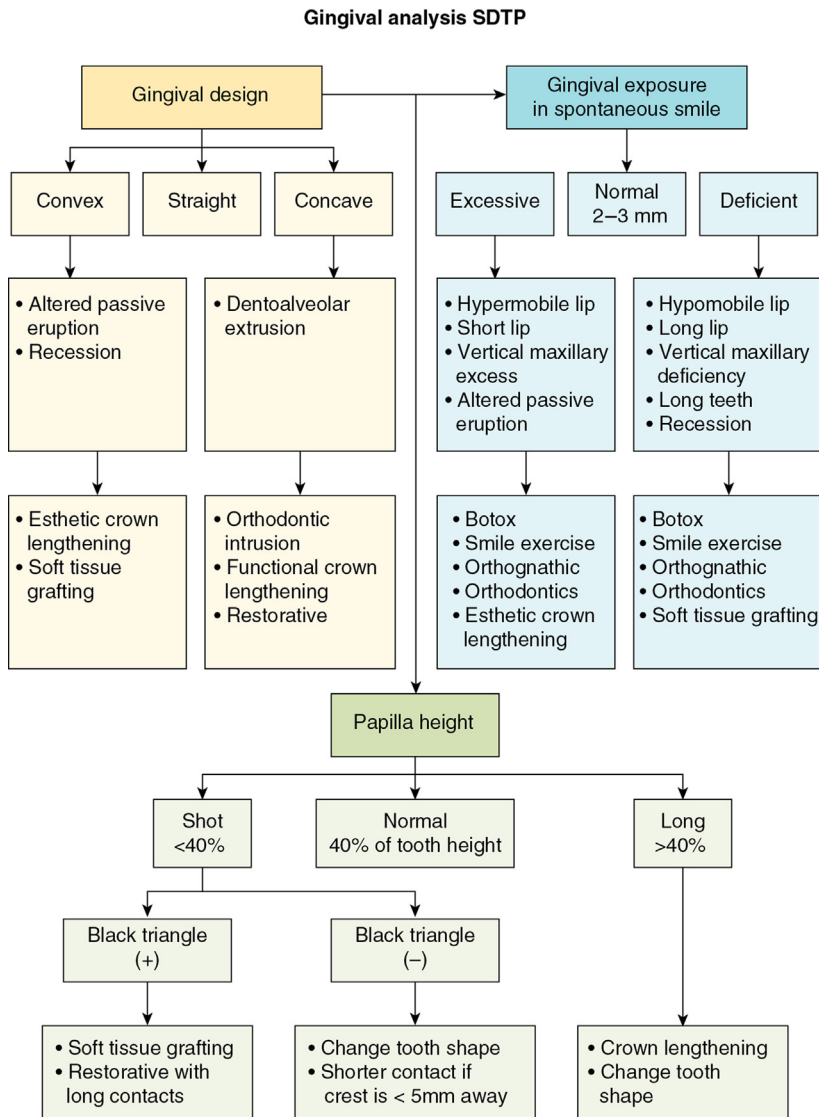 Gingival analysis SDTP
Gingival design
Gingival exposure
in spontaneous smile
Convex
Straight
Concave
Excessive
Normal
2–3 mm
Deficient
• Altered passive
eruption
• Recession
• Dentoalveolar
extrusion
• Hypermobile lip
• Short lip
• Vertical maxillary
excess
• Altered passive
eruption
• Hypomobile lip
• Long lip
• Vertical maxillary
deficiency
• Long teeth
• Recession
• Esthetic crown
lengthening
• Soft tissue
grafting
• Orthodontic
intrusion
• Functional crown
lengthening
• Restorative
• Botox
• Smile exercise
• Orthognathic
• Orthodontics
• Esthetic crown
lengthening
• Botox
• Smile exercise
• Orthognathic
• Orthodontics
• Soft tissue grafting
Papilla height
Shot
<40%
Normal
40% of tooth height
Long
>40%
Black triangle
(+)
Black triangle
(–)
• Soft tissue grafting
• Restorative with
long contacts
• Change tooth shape
• Shorter contact if
crest is < 5mm away
• Crown lengthening
• Change tooth
shape